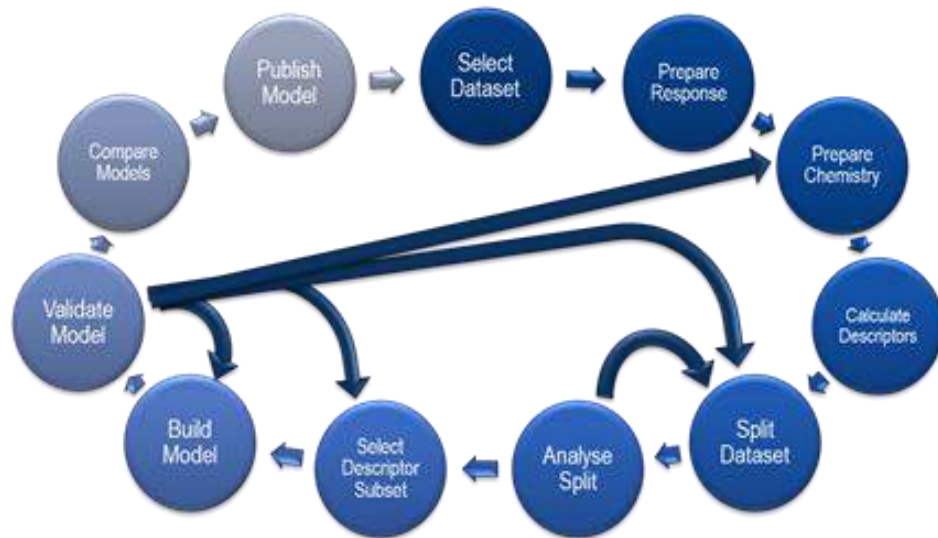 Publish
Model
Select
Dataset
Prepare
Response
Prepare
Chemistry
Calculate
Descriptors
Split
Dataset
Analyse
Split
Select
Descriptor
Subset
Build
Model
Validate
Model
Compare
Models